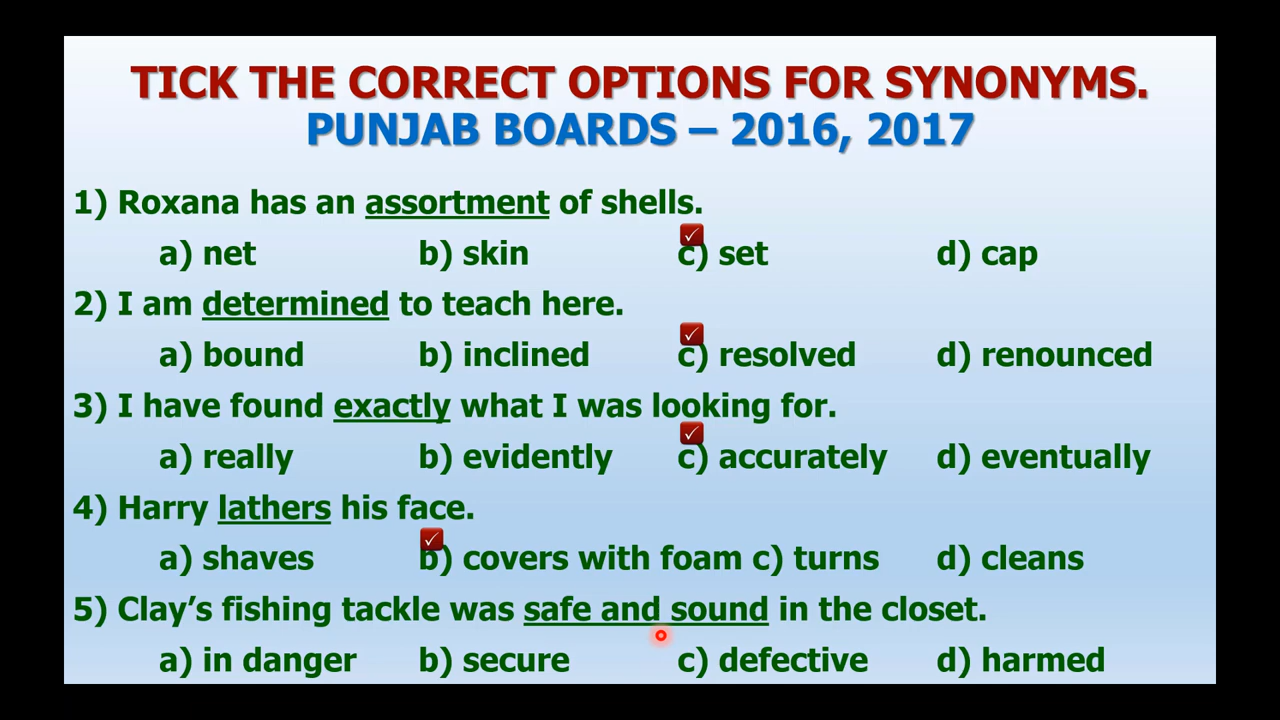 TICK THE CORRECT OPTIONS FOR SYNONYMS.
PUNJAB BOARDS – 2016, 2017
1) Roxana has an assortment of shells.
a) net b) skin c) set d) cap
2) I am determined to teach here.
a) bound b) inclined c) resolved d) renounced
3) I have found exactly what I was looking for.
a) really b) evidently c) accurately d) eventually
4) Harry lathers his face.
a) shaves b) covers with foam c) turns d) cleans
5) Clay’s fishing tackle was safe and sound in the closet.
a) in danger b) secure c) defective d) harmed